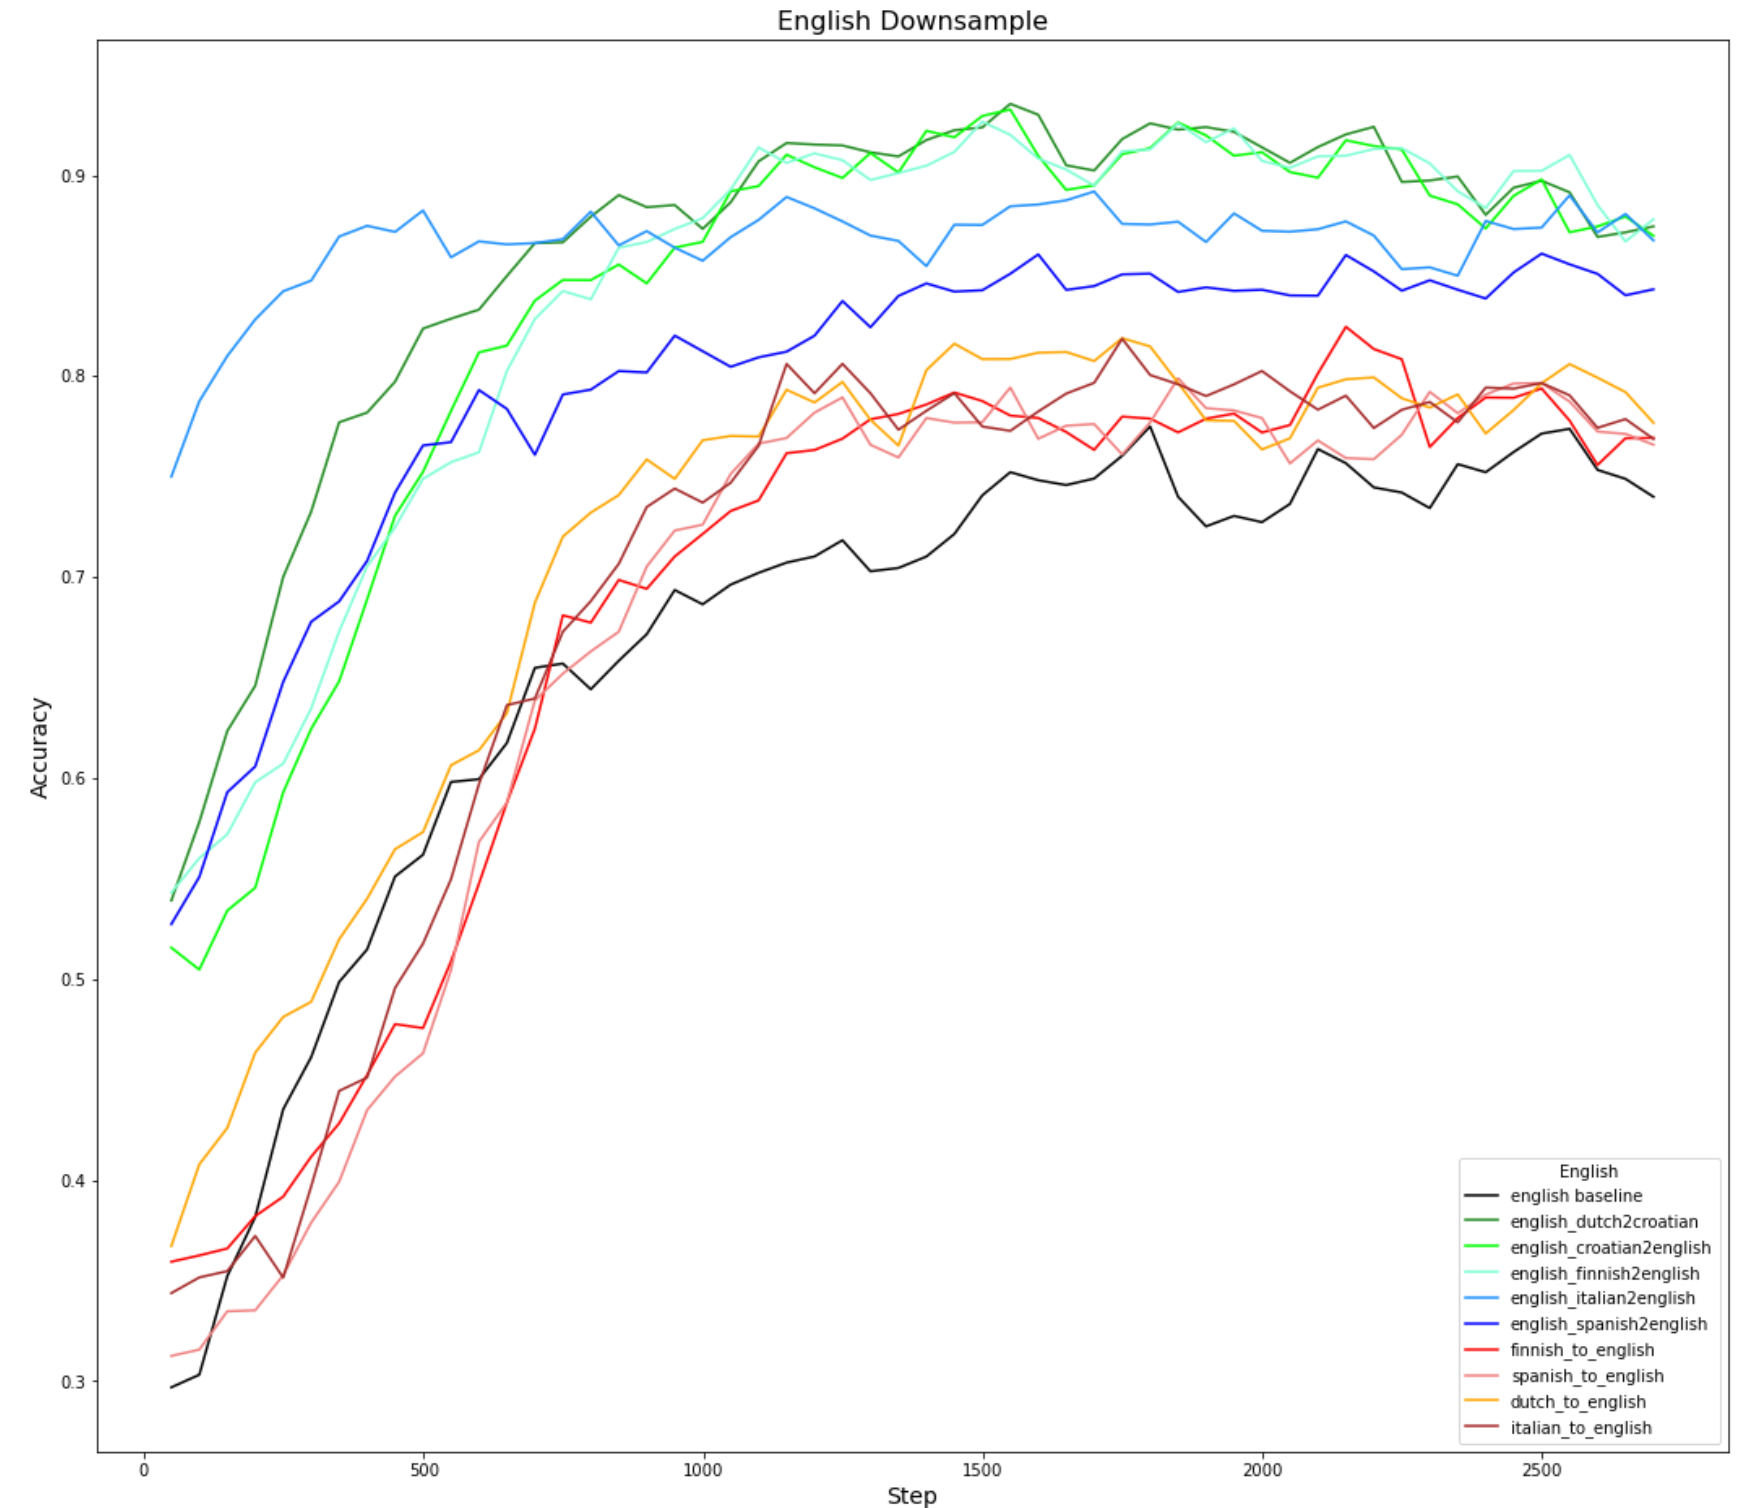 English Downsample
Accuracy
0.9
0.8
0.7
0.6
0.5
0.4
0.3
0 500 1000 1500 2000 2500
Step
English
english baseline
english_dutch2croatian
english_croatian2english
english_finnish2english
english_italian2english
english_spanish2english
finnish_to_english
spanish_to_english
dutch_to_english
italian_to_english